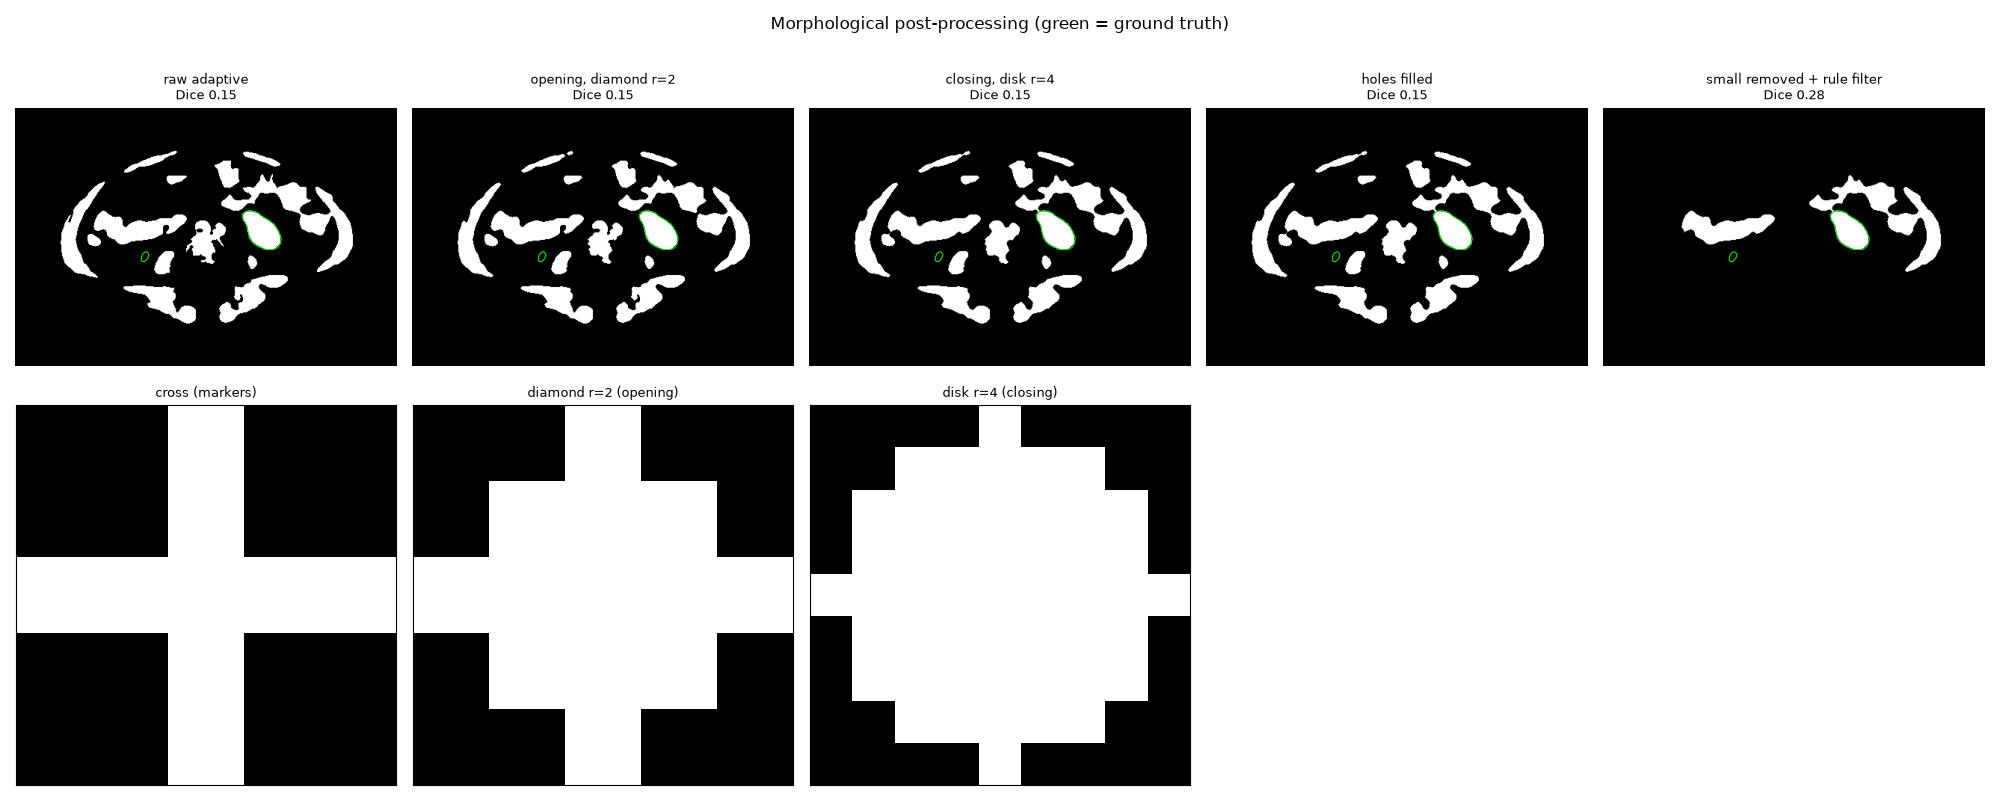 Morphological post-processing (green = ground truth)
raw adaptive
Dice 0.15
opening, diamond r=2
Dice 0.15
closing, disk r=4
Dice 0.15
holes filled
Dice 0.15
small removed + rule filter
Dice 0.28
cross (markers)
diamond r=2 (opening)
disk r=4 (closing)